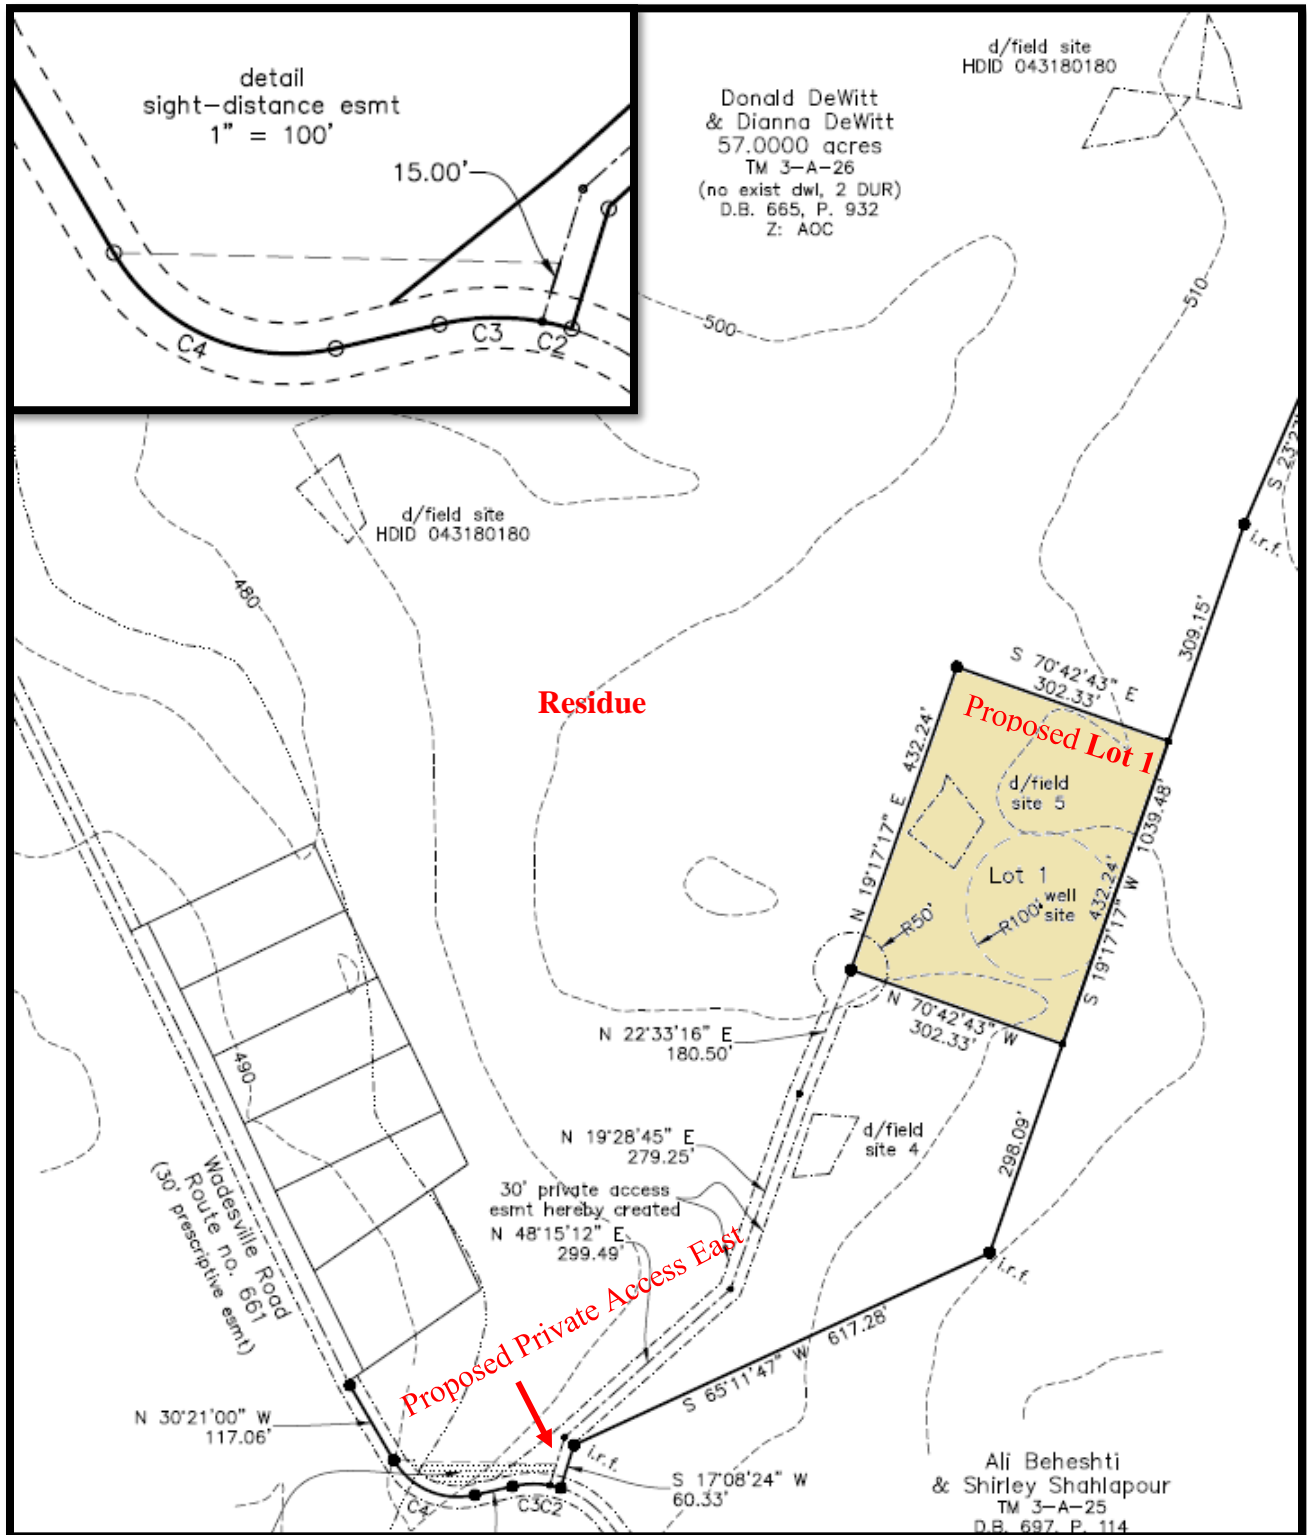 detail
sight-distance esmt
1" = 100'
15.00'
C4
C3
C2
d/field site
HDID 043180180
Donald DeWitt
& Dianna DeWitt
57.0000 acres
TM 3-A-26
(no exist dwl, 2 DUR)
D.B. 665, P. 932
Z: AOC
500
510
S 23°23'
i.r.f.
309.15'
d/field site
HDID 043180180
480
Residue
S 70°42'43" E
302.33'
Proposed Lot 1
N 19°17'17" E 432.24'
d/field
site 5
Lot 1
well
site
R100'
R50'
432.24'
S 19°17'17" W 1039.48'
N 70°42'43" W
302.33'
N 22°33'16" E
180.50'
490
N 19°28'45" E
279.25'
d/field
site 4
298.09'
30' private access
esmt hereby created
N 48°15'12" E
299.49'
Proposed Private Access East
Wadesville Road
Route no. 661
(30' prescriptive esmt)
i.r.f.
S 65°11'47" W 617.28'
N 30°21'00" W
117.06'
i.r.f.
S 17°08'24" W
60.33'
C4
C3C2
Ali Beheshti
& Shirley Shahlapour
TM 3-A-25
D.B. 697, P. 114